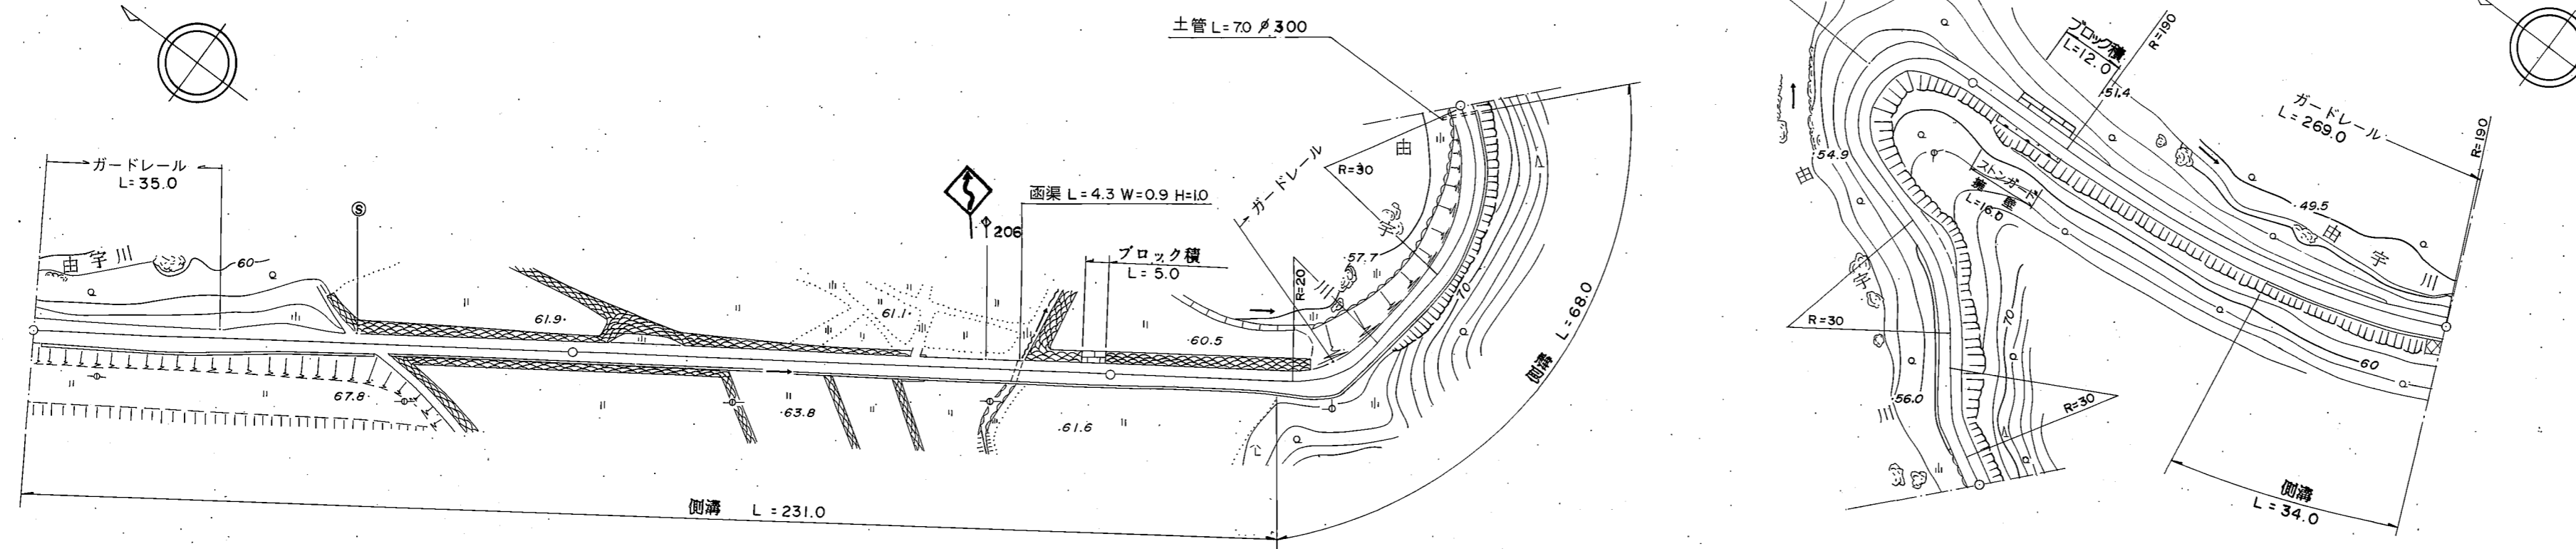 土管 L=7.0 φ300
ガードレール
L=35.0
Ⓢ
由宇川
60
206
函渠 L=4.3 W=0.9 H=1.0
ブロック積
L=5.0
ガードレール
R=30
R=20
由
宇
川
57.7
70
61.9
61.1
60.5
67.8
63.8
61.6
側溝 L=231.0
側溝 L=68.0
ブロック積
L=12.0
R=190
51.4
ガードレール
L=269.0
R=190
54.9
由
宇
川
ストンガード
擁壁
L=16.0
49.5
由
宇
川
R=30
70
60
56.0
R=30
側溝
L=34.0